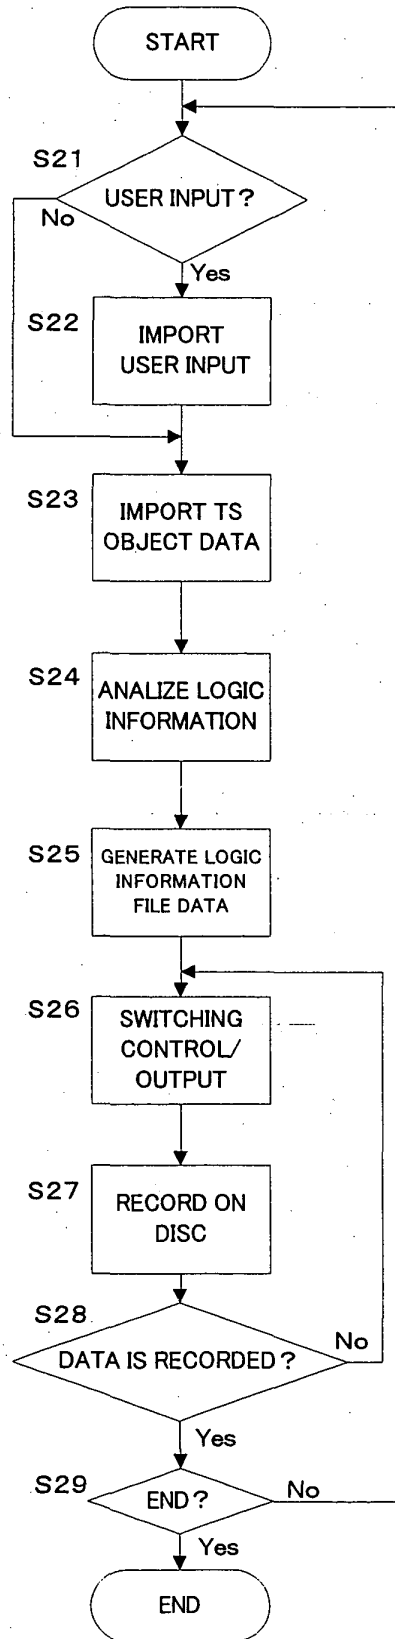 START
S21
USER INPUT?
No
Yes
S22
IMPORT
USER INPUT
S23
IMPORT TS
OBJECT DATA
S24
ANALIZE LOGIC
INFORMATION
S25
GENERATE LOGIC
INFORMATION
FILE DATA
S26
SWITCHING
CONTROL/
OUTPUT
S27
RECORD ON
DISC
S28
DATA IS RECORDED?
No
Yes
S29
END?
No
Yes
END